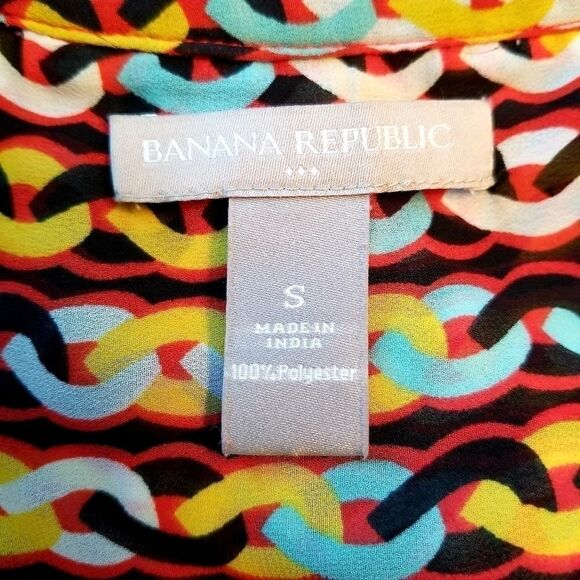 BANANA REPUBLIC
S
MADE IN
INDIA
100% Polyester